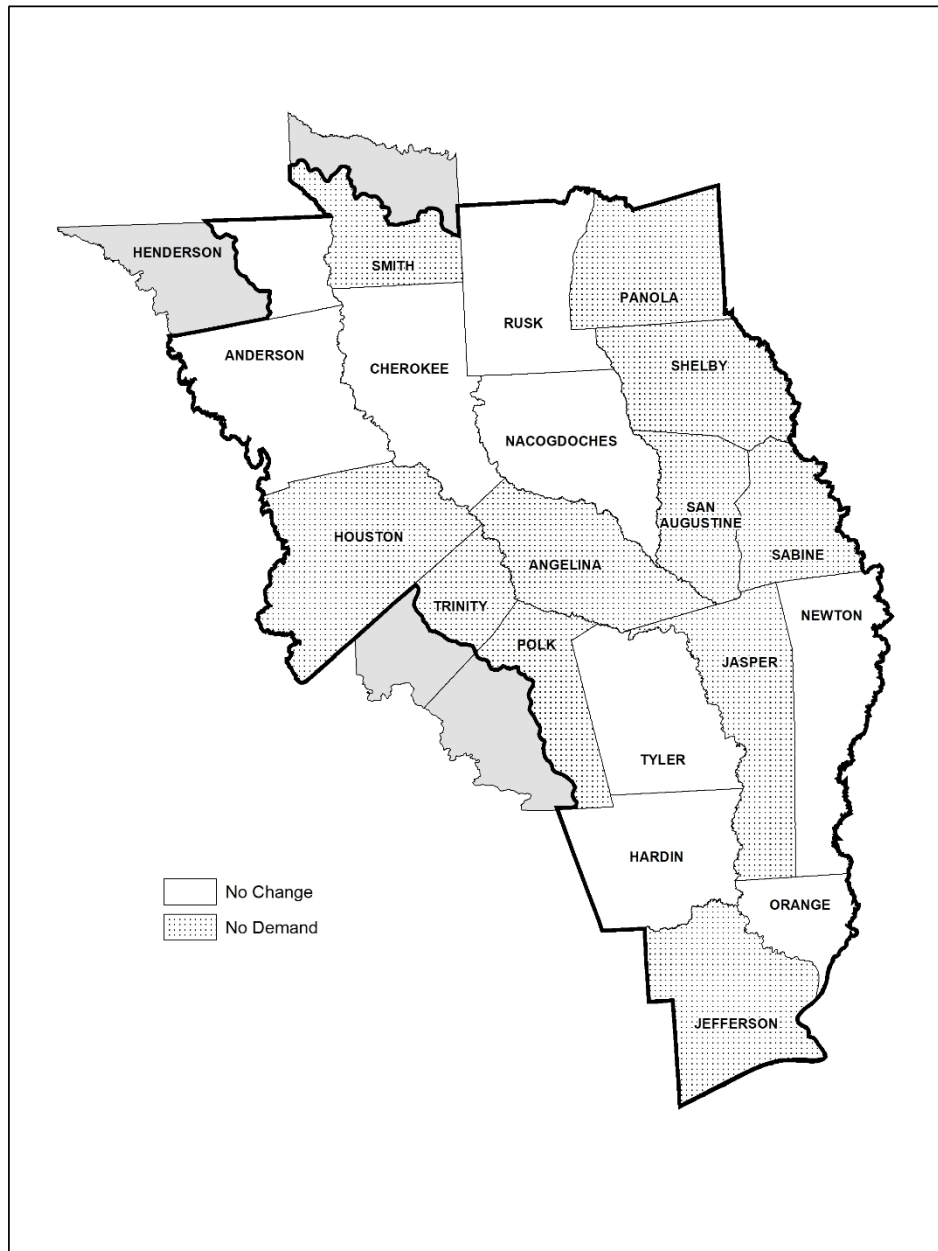 HENDERSON
SMITH
PANOLA
RUSK
ANDERSON
CHEROKEE
SHELBY
NACOGDOCHES
SAN
AUGUSTINE
HOUSTON
SABINE
ANGELINA
TRINITY
NEWTON
POLK
JASPER
TYLER
HARDIN
No Change
ORANGE
No Demand
JEFFERSON